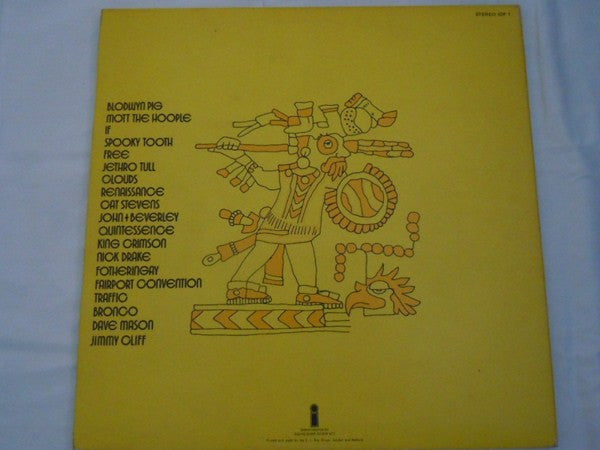 STEREO IDP 1
BLODWYN PIG
MOTT THE HOOPLE
IF
SPOOKY TOOTH
FREE
JETHRO TULL
CLOUDS
RENAISSANCE
CAT STEVENS
JOHN + BEVERLEY
QUINTESSENCE
KING CRIMSON
NICK DRAKE
FOTHERINGAY
FAIRPORT CONVENTION
TRAFFIC
BRONCO
DAVE MASON
JIMMY CLIFF
i